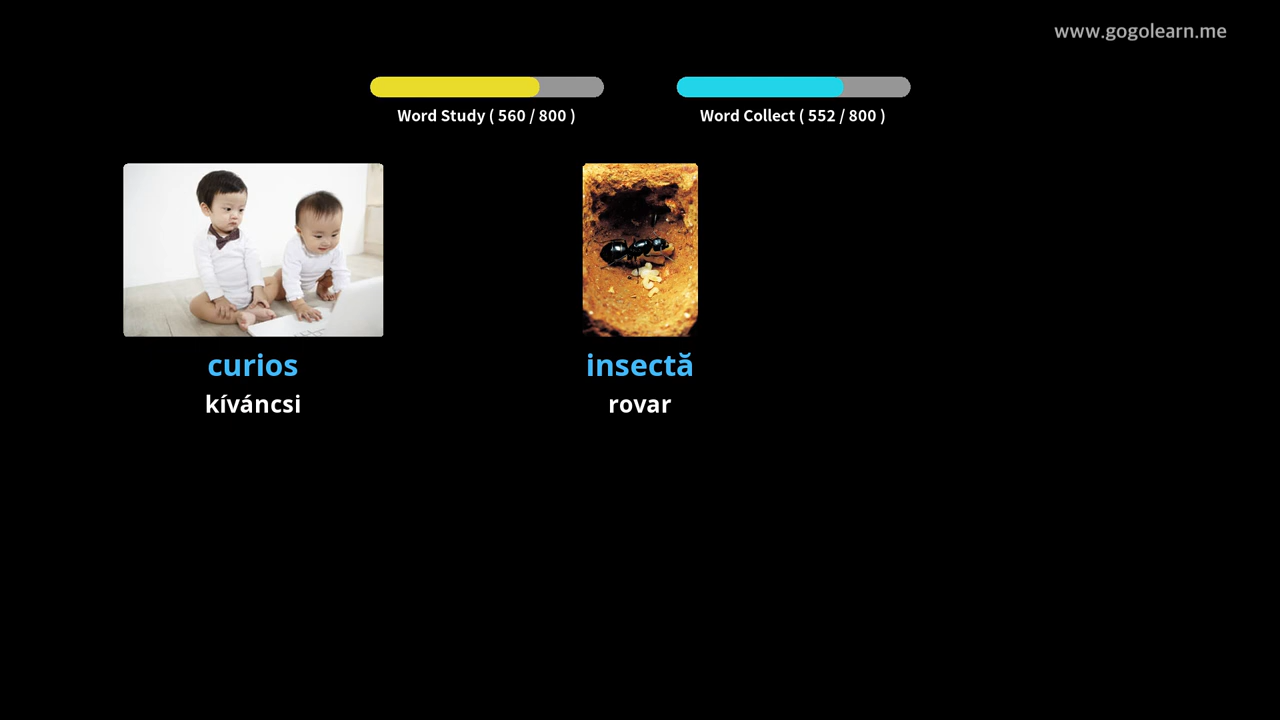 www.gogolearn.me
Word Study ( 560 / 800 )
Word Collect ( 552 / 800 )
curios
kíváncsi
insectă
rovar